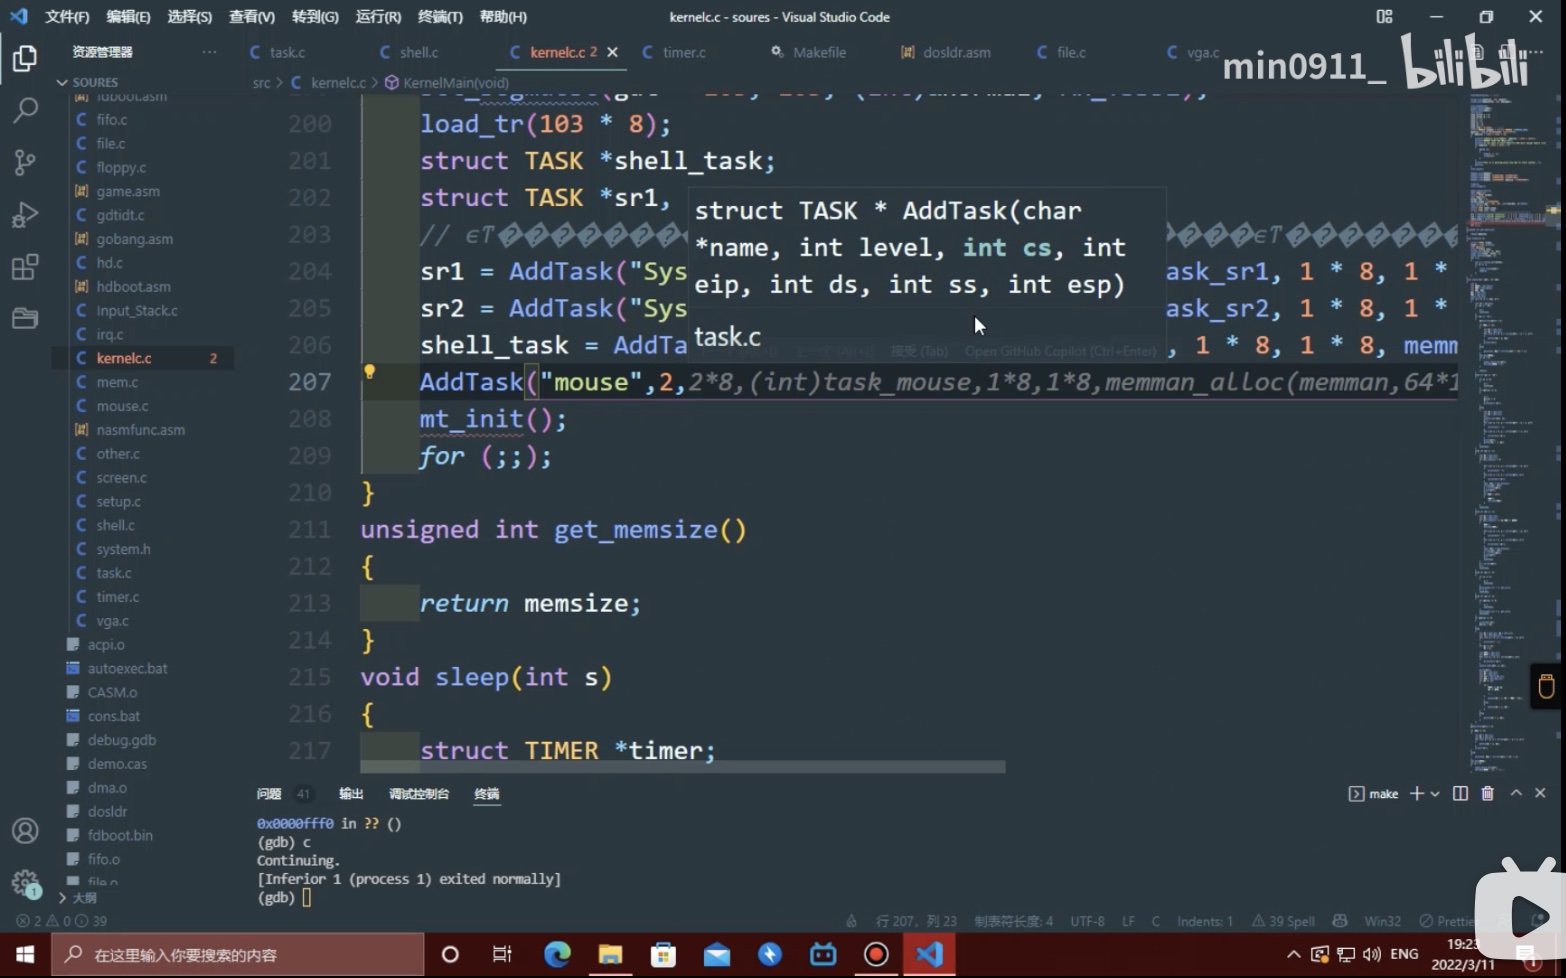 文件(F) 编辑(E) 选择(S) 查看(V) 转到(G) 运行(R) 终端(T) 帮助(H) kernelc.c - soures - Visual Studio Code
资源管理器 ···
task.c shell.c kernelc.c 2 timer.c Makefile dosldr.asm file.c vga.c
min0911_ bilibili
SOURES
src > kernelc.c > KernelMain(void)
fdboot.asm
fifo.c
file.c
floppy.c
game.asm
gdtidt.c
gobang.asm
hd.c
hdboot.asm
Input_Stack.c
irq.c
kernelc.c 2
mem.c
mouse.c
nasmfunc.asm
other.c
screen.c
setup.c
shell.c
system.h
task.c
timer.c
vga.c
acpi.o
autoexec.bat
CASM.o
cons.bat
debug.gdb
demo.cas
dma.o
dosldr
fdboot.bin
fifo.o
file.o
大纲
200 load_tr(103 * 8);
201 struct TASK *shell_task;
202 struct TASK *sr1,
203 //
204 sr1 = AddTask("Sys ask_sr1, 1 * 8, 1 *
205 sr2 = AddTask("Sys ask_sr2, 1 * 8, 1 *
206 shell_task = AddTa , 1 * 8, 1 * 8, memm
struct TASK * AddTask(char
*name, int level, int cs, int
eip, int ds, int ss, int esp)
task.c
接受 (Tab) Open GitHub Copilot (Ctrl+Enter)
207 AddTask("mouse",2,2*8,(int)task_mouse,1*8,1*8,memman_alloc(memman,64*1
208 mt_init();
209 for (;;);
210 }
211 unsigned int get_memsize()
212 {
213 return memsize;
214 }
215 void sleep(int s)
216 {
217 struct TIMER *timer;
问题 41 输出 调试控制台 终端 make
0x0000fff0 in ?? ()
(gdb) c
Continuing.
[Inferior 1 (process 1) exited normally]
(gdb)
2 0 39 行 207，列 23 制表符长度: 4 UTF-8 LF C Indents: 1 39 Spell Win32
在这里输入你要搜索的内容
ENG
19:23
2022/3/11